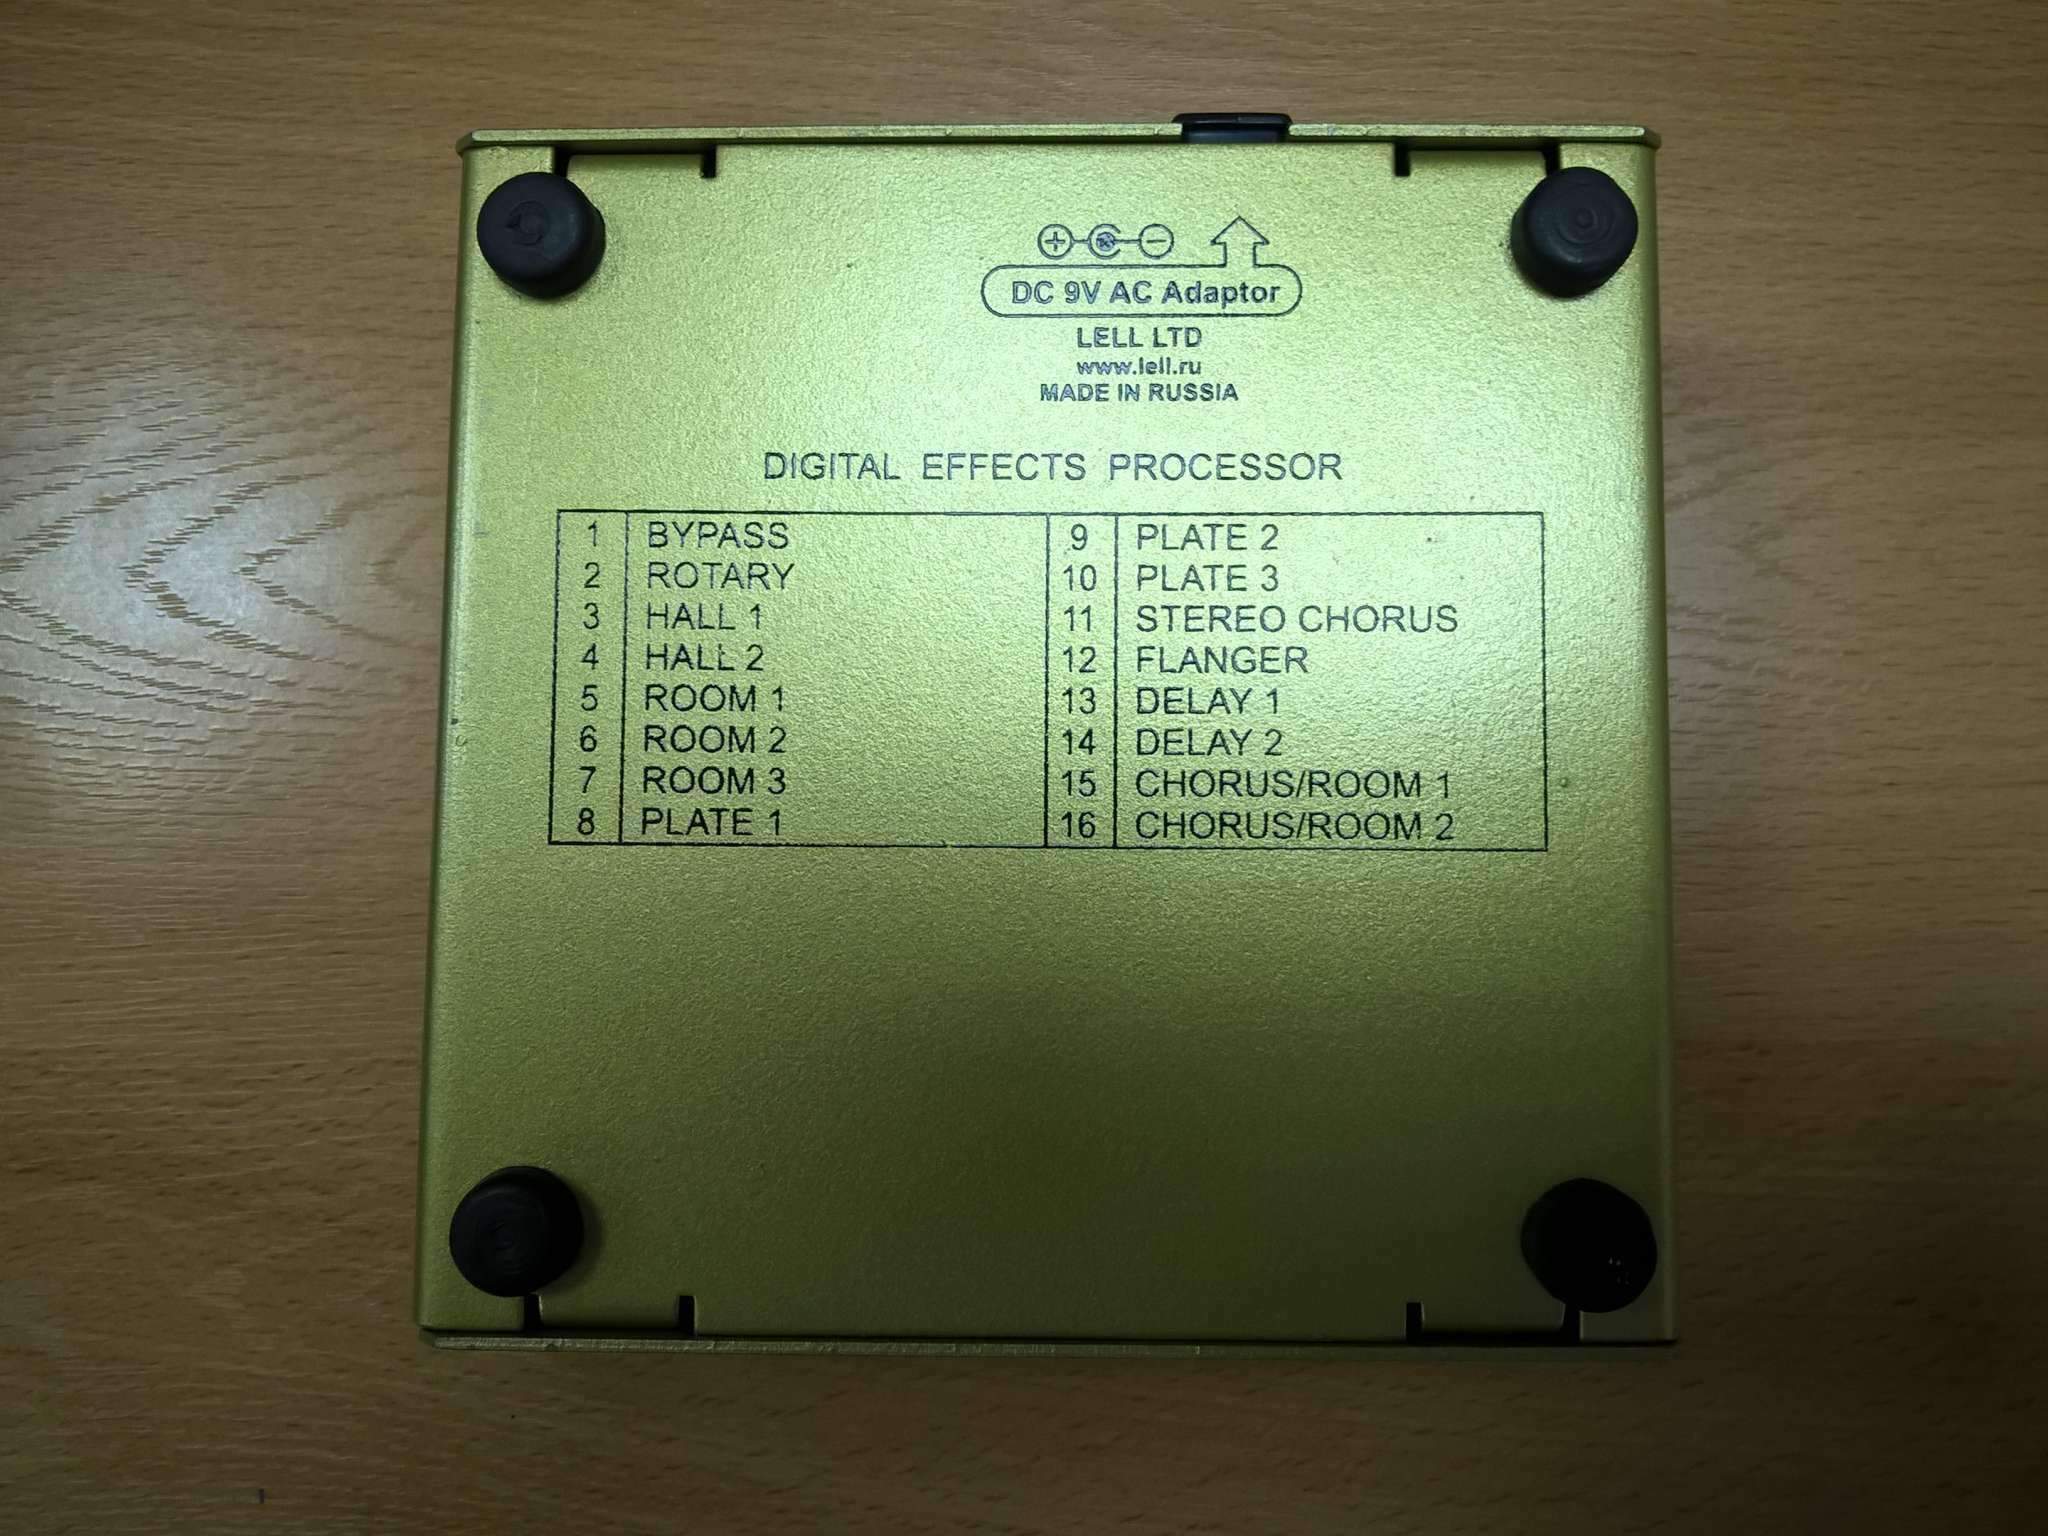 DC 9V AC Adaptor
LELL LTD
www.lell.ru
MADE IN RUSSIA
DIGITAL EFFECTS PROCESSOR
1 BYPASS
2 ROTARY
3 HALL 1
4 HALL 2
5 ROOM 1
6 ROOM 2
7 ROOM 3
8 PLATE 1
9 PLATE 2
10 PLATE 3
11 STEREO CHORUS
12 FLANGER
13 DELAY 1
14 DELAY 2
15 CHORUS/ROOM 1
16 CHORUS/ROOM 2